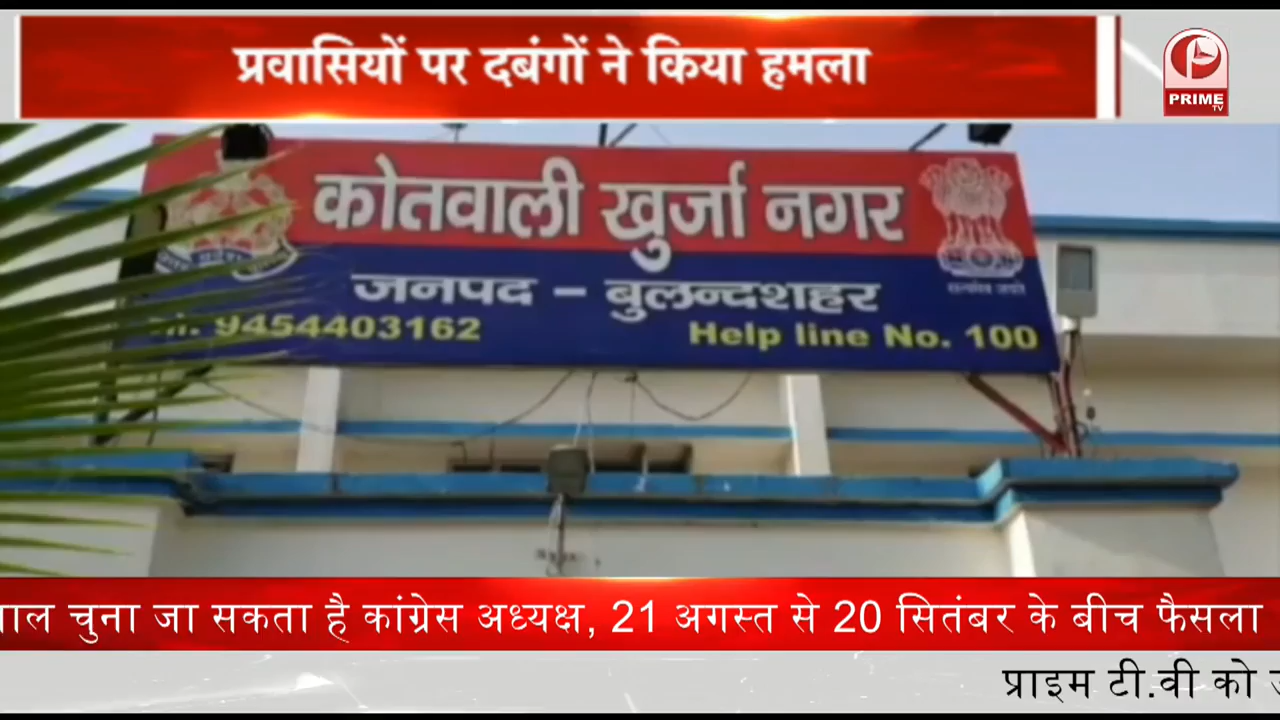 प्रवासियों पर दबंगों ने किया हमला
PRIME
TV
कोतवाली खुर्जा नगर
जनपद - बुलन्दशहर
9454403162
Help line No. 100
सत्यमेव जयते
चुना जा सकता है कांग्रेस अध्यक्ष, 21 अगस्त से 20 सितंबर के बीच फैसला
प्राइम टी.वी को